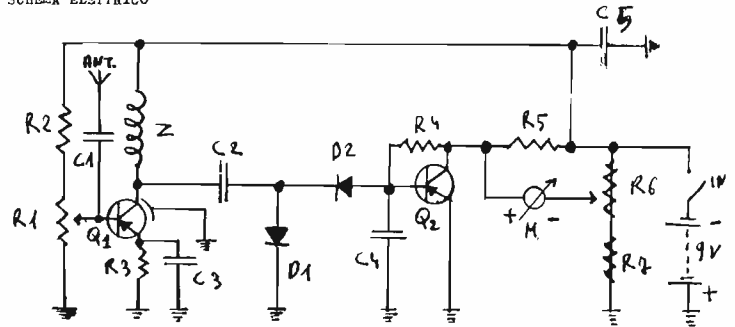 SCHEMA ELETTRICO
C5
ANT.
R2
C1
Z
C2
D2
R4
R5
R6
IN
R1
Q1
Q2
+ M -
-
9V
+
R3
C3
D1
C4
R7